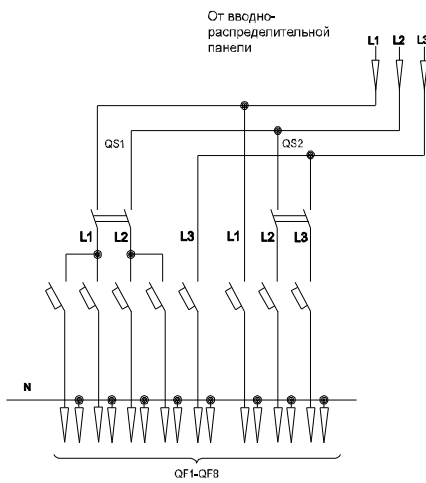 От вводно-
распределительной
панели
L1 L2 L3
QS1 QS2
L1 L2 L3 L1 L2 L3
N
QF1-QF8